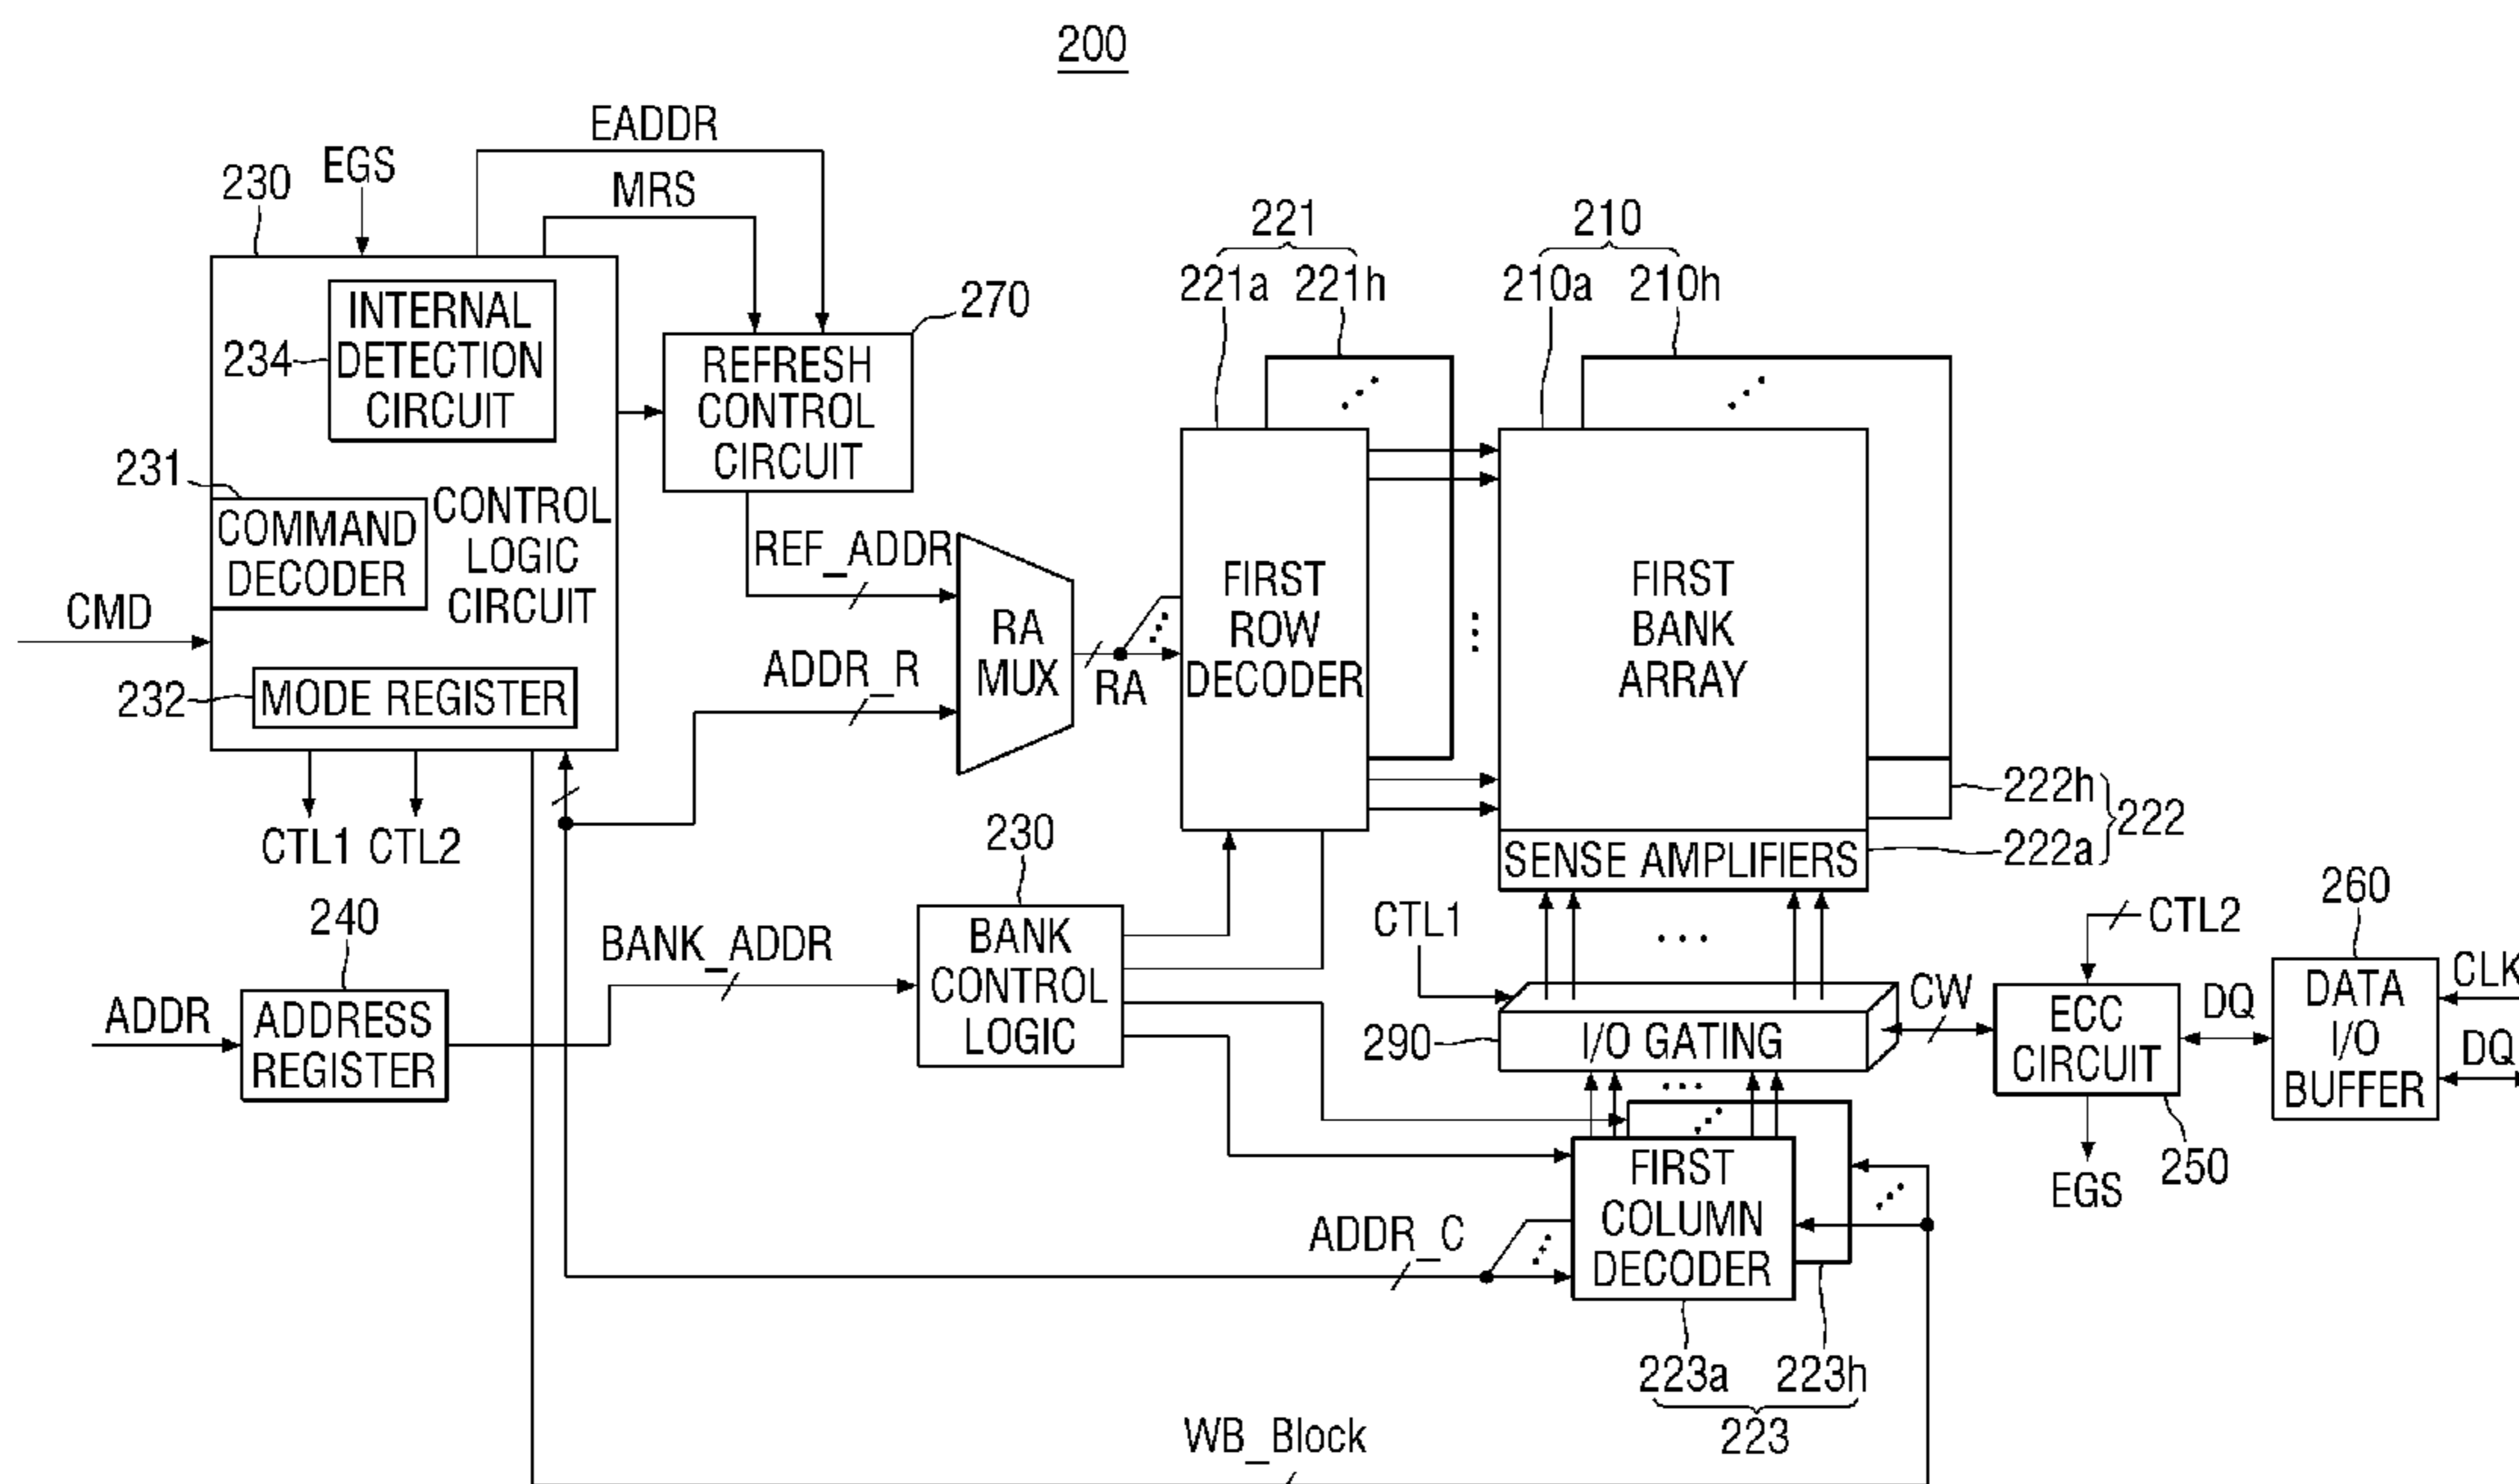 200
EADDR
EGS
MRS
230
221
210
221a 221h
210a 210h
270
INTERNAL
DETECTION
CIRCUIT
234
REFRESH
CONTROL
CIRCUIT
231
COMMAND
DECODER
CONTROL
LOGIC
CIRCUIT
CMD
REF_ADDR
RA
MUX
RA
FIRST
ROW
DECODER
FIRST
BANK
ARRAY
ADDR_R
232
MODE REGISTER
CTL1 CTL2
222h
222
222a
SENSE AMPLIFIERS
230
240
BANK_ADDR
BANK
CONTROL
LOGIC
CTL1
CTL2
260
ADDR
ADDRESS
REGISTER
290
I/O GATING
CW
ECC
CIRCUIT
DQ
DATA
I/O
BUFFER
CLK
DQ
250
EGS
FIRST
COLUMN
DECODER
ADDR_C
223a 223h
223
WB_Block